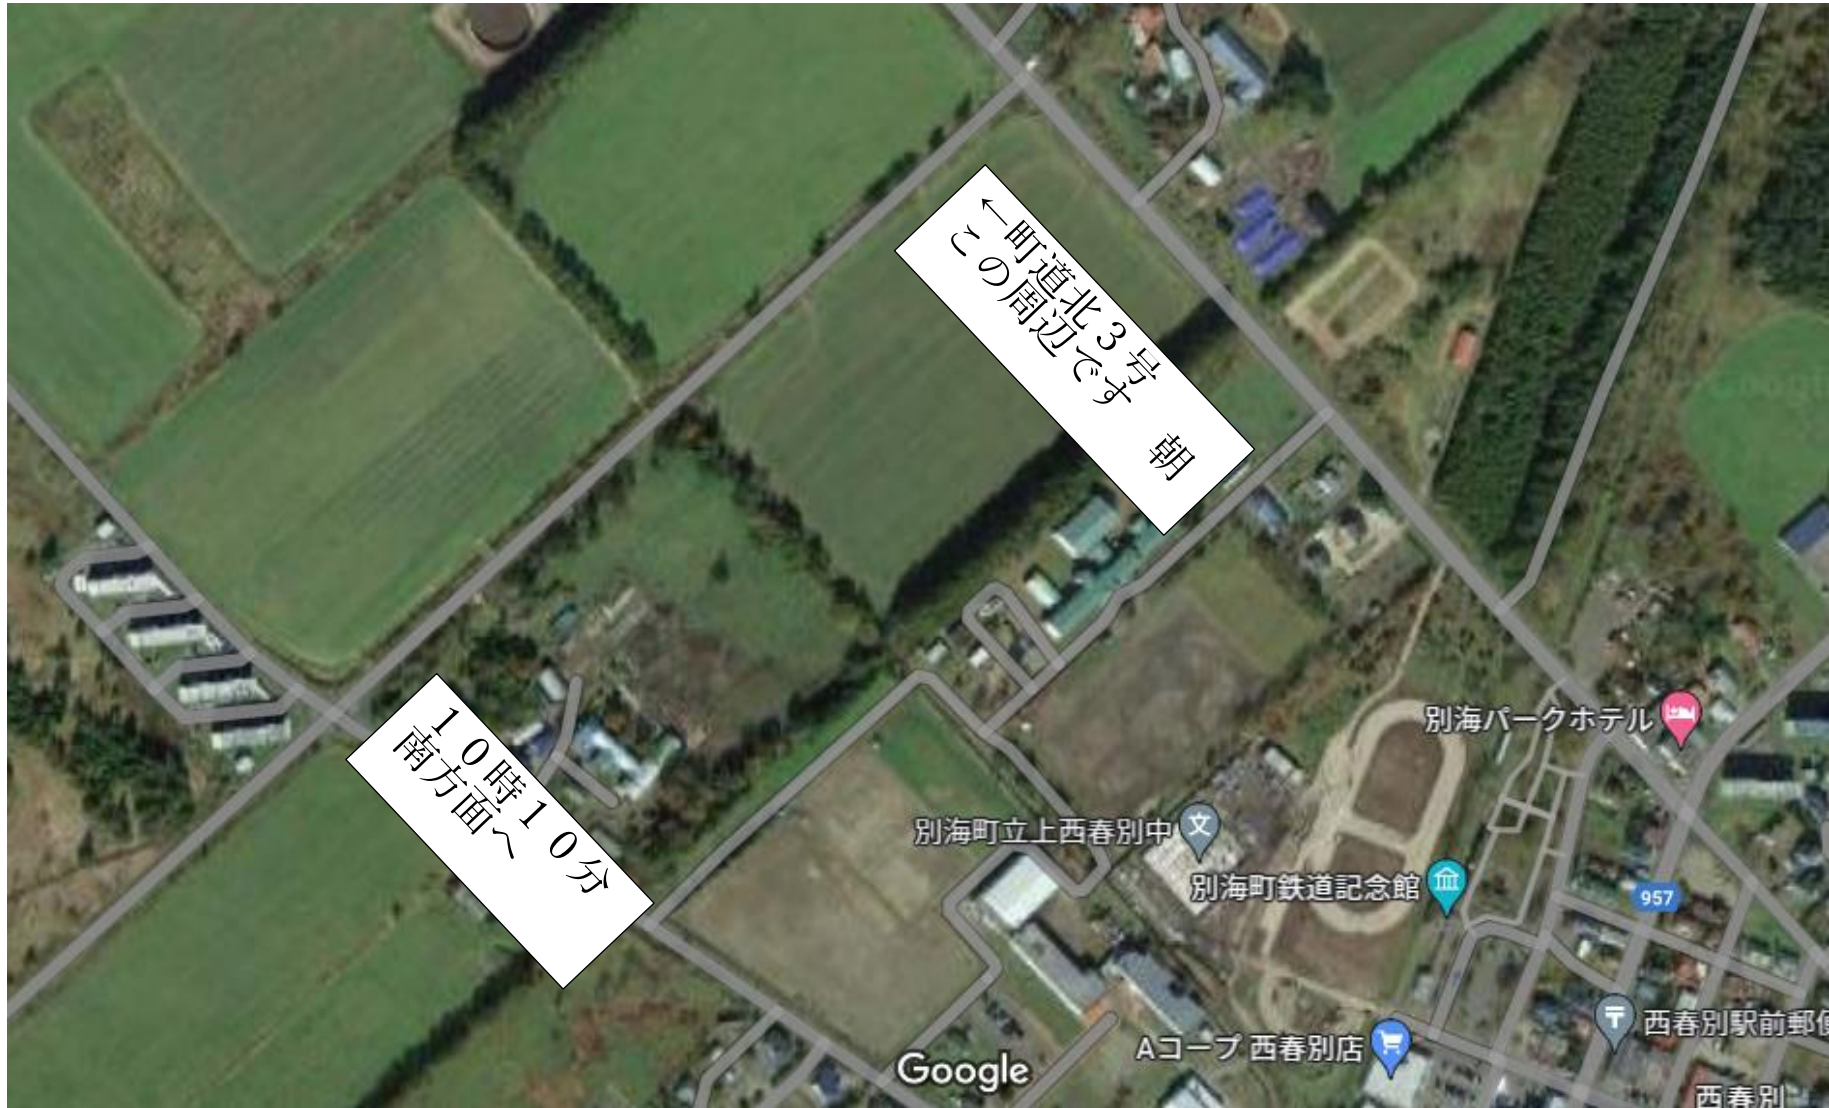 ←町道北３号　朝
この周辺です
１０時１０分
南方面へ
別海パークホテル
別海町立上西春別中
文
別海町鉄道記念館
957
〒
西春別駅前郵便
Aコープ 西春別店
Google
西春別